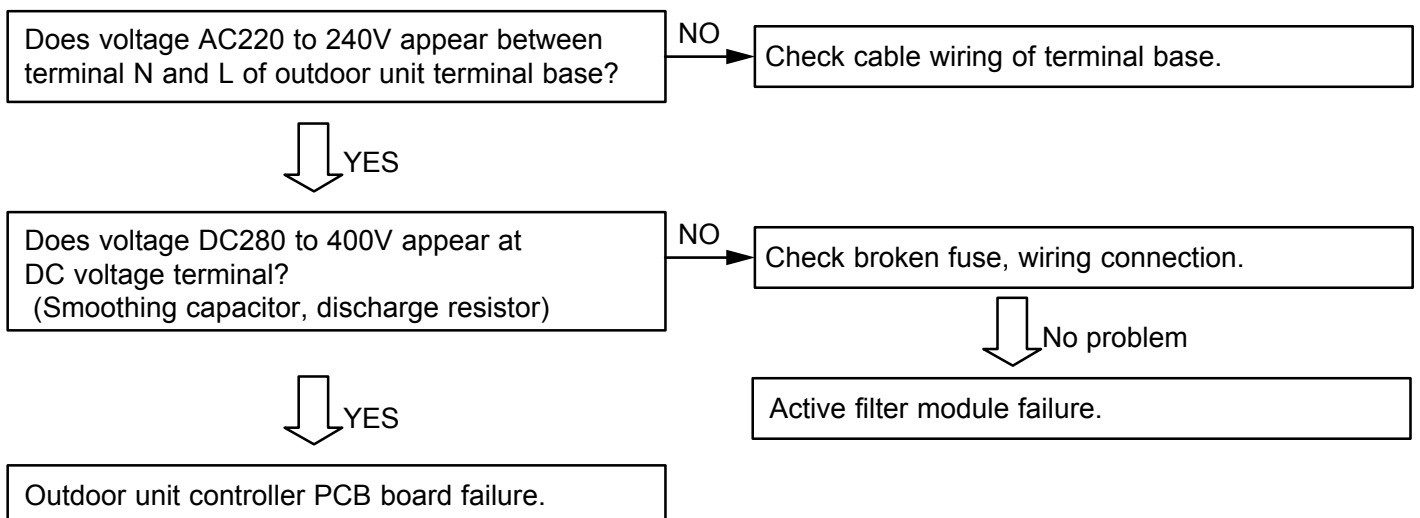 Does voltage AC220 to 240V appear between
terminal N and L of outdoor unit terminal base?
NO
Check cable wiring of terminal base.
YES
Does voltage DC280 to 400V appear at
DC voltage terminal?
(Smoothing capacitor, discharge resistor)
NO
Check broken fuse, wiring connection.
No problem
Active filter module failure.
YES
Outdoor unit controller PCB board failure.